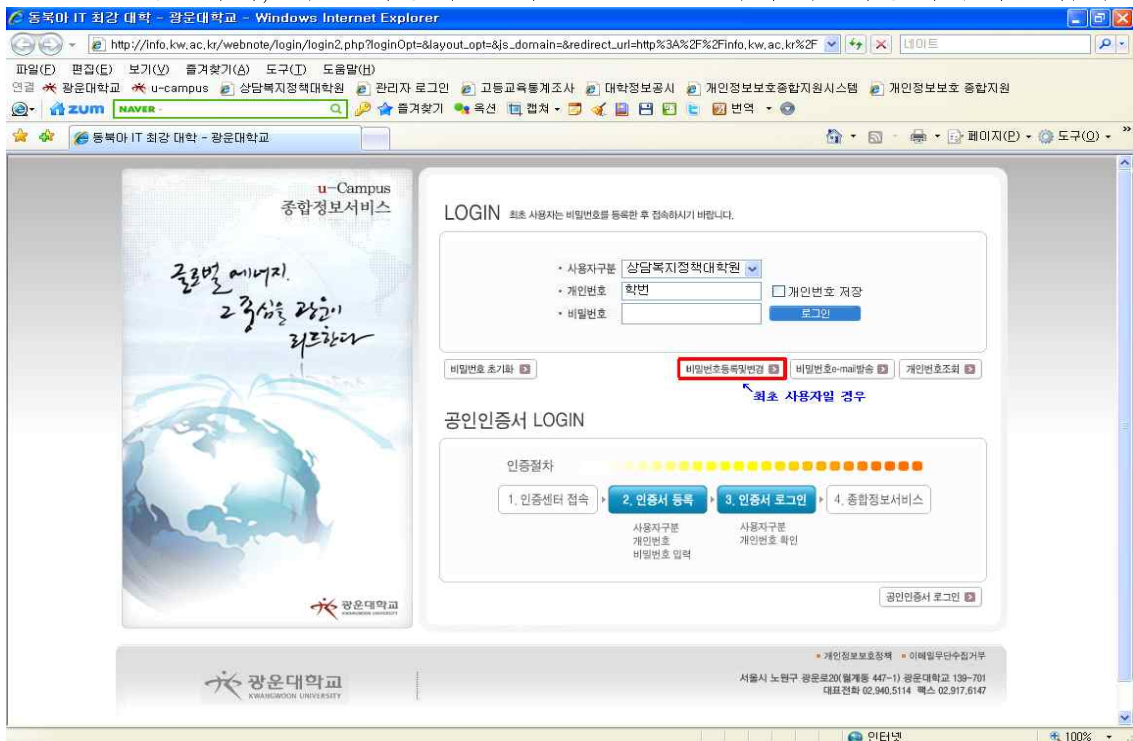 동북아 IT 최강 대학 - 광운대학교 - Windows Internet Explorer
http://info.kw.ac.kr/webnote/login/login2.php?loginOpt=&layout_opt=&js_domain=&redirect_url=http%3A%2F%2Finfo.kw.ac.kr%2F
네이트
파일(F) 편집(E) 보기(V) 즐겨찾기(A) 도구(T) 도움말(H)
연결 광운대학교 u-campus 상담복지정책대학원 관리자 로그인 고등교육통계조사 대학정보공시 개인정보보호종합지원시스템 개인정보보호 종합지원
zum NAVER 즐겨찾기 옥션 캡쳐 번역
동북아 IT 최강 대학 - 광운대학교
페이지(P) 도구(O) »
u-Campus
종합정보서비스
글로벌 에너지.
그 중심을 광운이
리드한다
광운대학교
KWANGWOON UNIVERSITY
LOGIN 최초 사용자는 비밀번호를 등록한 후 접속하시기 바랍니다.
· 사용자구분 상담복지정책대학원
· 개인번호 학번 개인번호 저장
· 비밀번호 로그인
비밀번호 초기화 비밀번호등록및변경 비밀번호e-mail발송 개인번호조회
최초 사용자일 경우
공인인증서 LOGIN
인증절차
1. 인증센터 접속 2. 인증서 등록 3. 인증서 로그인 4. 종합정보서비스
사용자구분 사용자구분
개인번호 개인번호 확인
비밀번호 입력
공인인증서 로그인
개인정보보호정책 이메일무단수집거부
광운대학교
KWANGWOON UNIVERSITY
서울시 노원구 광운로20(월계동 447-1) 광운대학교 139-701
대표전화 02.940.5114 팩스 02.917.6147
인터넷 100%